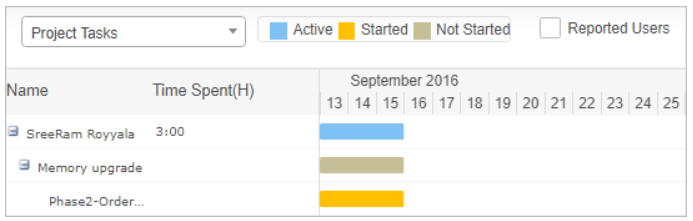 Project Tasks Active Started Not Started Reported Users
Name Time Spent(H) September 2016
13 14 15 16 17 18 19 20 21 22 23 24 25
SreeRam Royyala 3:00
Memory upgrade
Phase2-Order...